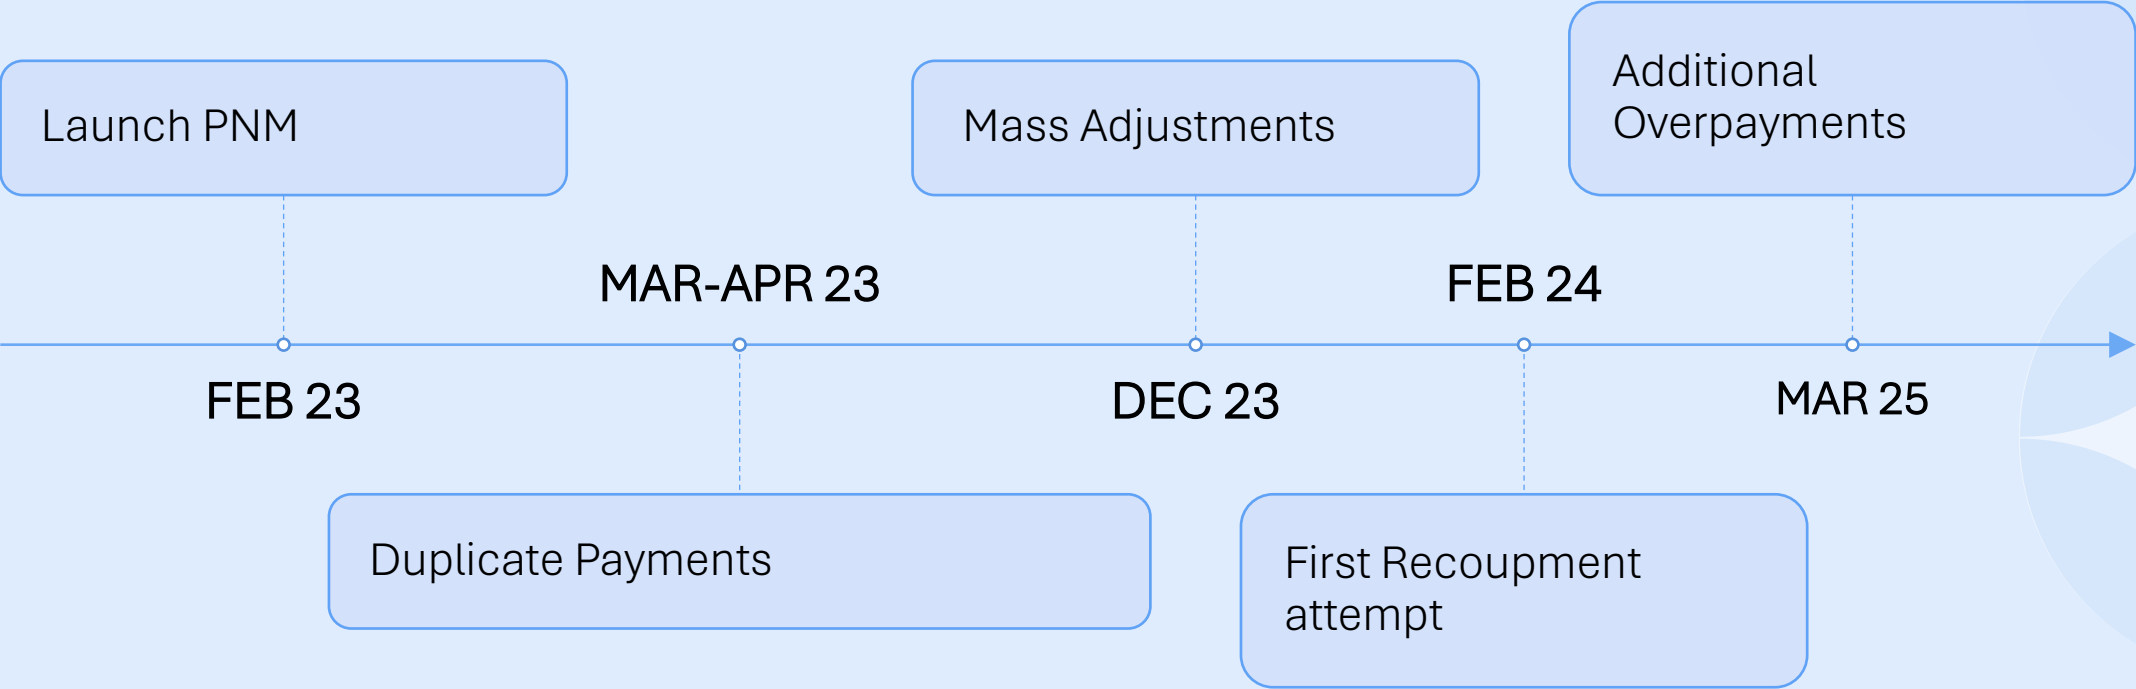 Launch PNM
FEB 23
MAR-APR 23
Duplicate Payments
Mass Adjustments
DEC 23
FEB 24
First Recoupment
attempt
Additional
Overpayments
MAR 25